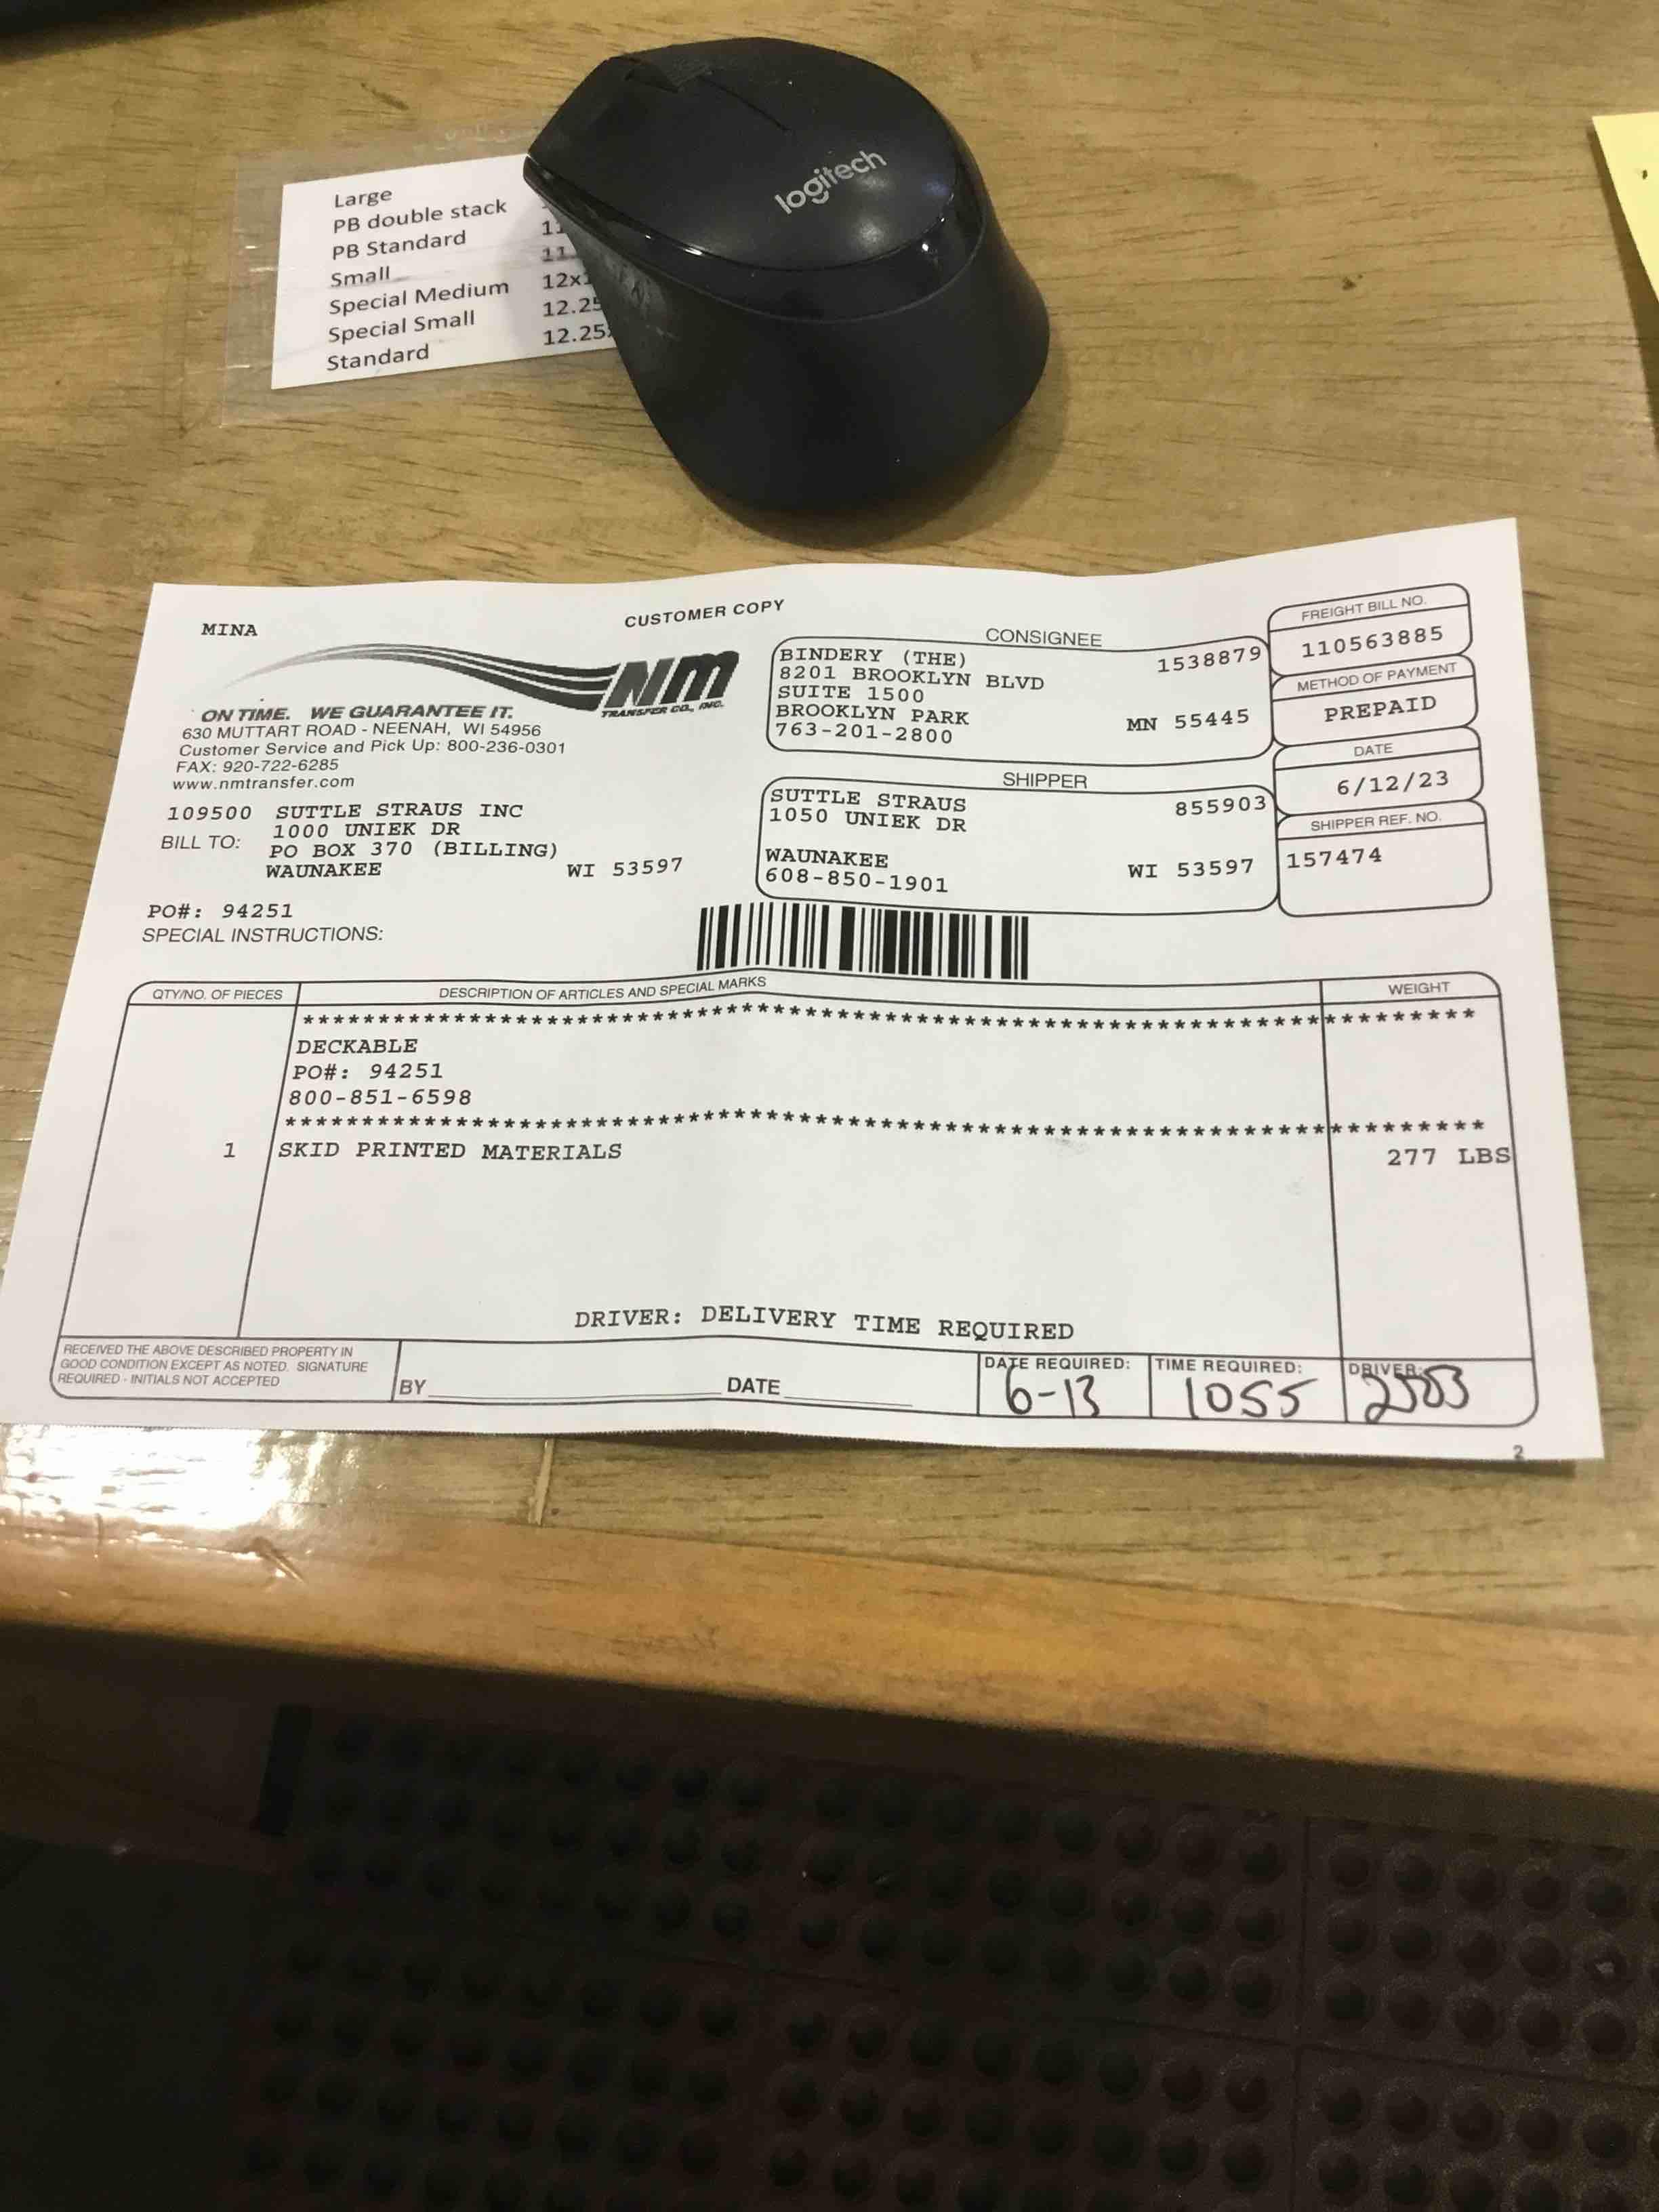 logitech
Large
PB double stack
PB Standard 11
Small 11.
Special Medium 12x
Special Small 12.25
Standard 12.25
MINA
CUSTOMER COPY
NM
TRANSFER CO., INC.
ON TIME. WE GUARANTEE IT.
630 MUTTART ROAD - NEENAH, WI 54956
Customer Service and Pick Up: 800-236-0301
FAX: 920-722-6285
www.nmtransfer.com
109500 SUTTLE STRAUS INC
BILL TO: 1000 UNIEK DR
PO BOX 370 (BILLING)
WAUNAKEE WI 53597
PO#: 94251
SPECIAL INSTRUCTIONS:
CONSIGNEE
BINDERY (THE) 1538879
8201 BROOKLYN BLVD
SUITE 1500
BROOKLYN PARK MN 55445
763-201-2800
SHIPPER
SUTTLE STRAUS 855903
1050 UNIEK DR
WAUNAKEE WI 53597
608-850-1901
FREIGHT BILL NO.
110563885
METHOD OF PAYMENT
PREPAID
DATE
6/12/23
SHIPPER REF. NO.
157474
QTY/NO. OF PIECES DESCRIPTION OF ARTICLES AND SPECIAL MARKS WEIGHT
DECKABLE
PO#: 94251
800-851-6598
1 SKID PRINTED MATERIALS 277 LBS
DRIVER: DELIVERY TIME REQUIRED
RECEIVED THE ABOVE DESCRIBED PROPERTY IN
GOOD CONDITION EXCEPT AS NOTED. SIGNATURE
REQUIRED - INITIALS NOT ACCEPTED
BY DATE
DATE REQUIRED: TIME REQUIRED: DRIVER:
6-13 1055
2